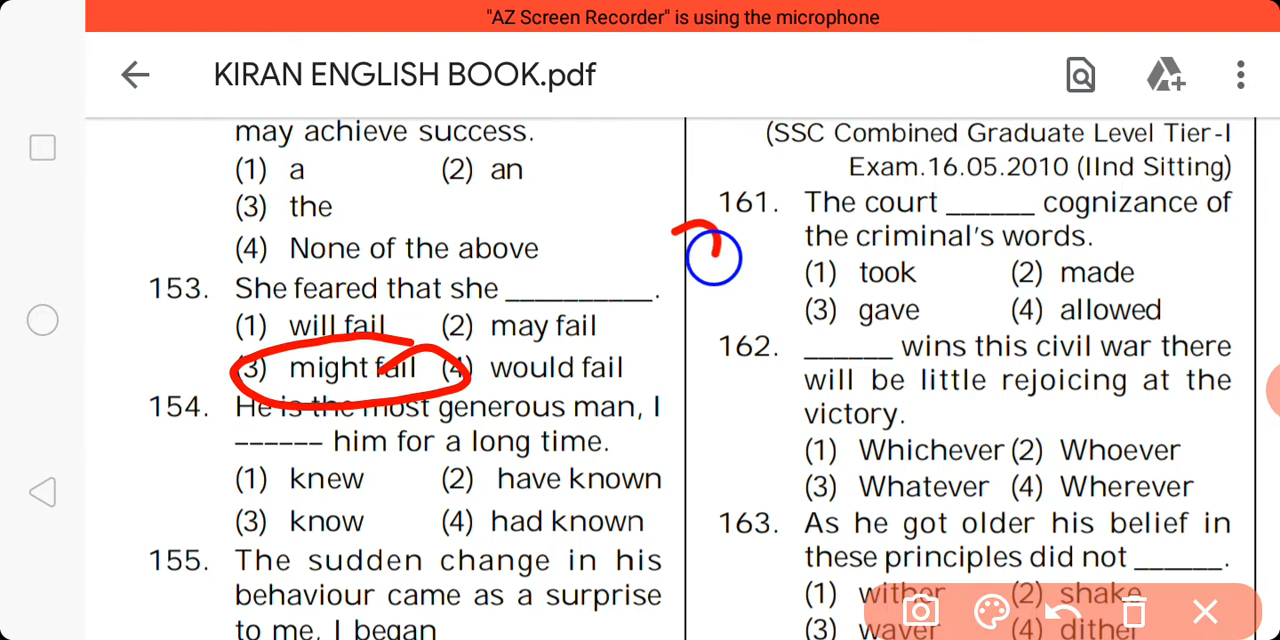 "AZ Screen Recorder" is using the microphone
KIRAN ENGLISH BOOK.pdf
may achieve success.
(1) a (2) an
(3) the
(4) None of the above
153. She feared that she __________.
(1) will fail (2) may fail
(3) might fail (4) would fail
154. He is the most generous man, I
------ him for a long time.
(1) knew (2) have known
(3) know (4) had known
155. The sudden change in his
behaviour came as a surprise
to me. I began
(SSC Combined Graduate Level Tier-I
Exam.16.05.2010 (IInd Sitting)
161. The court ______ cognizance of
the criminal's words.
(1) took (2) made
(3) gave (4) allowed
162. ______ wins this civil war there
will be little rejoicing at the
victory.
(1) Whichever (2) Whoever
(3) Whatever (4) Wherever
163. As he got older his belief in
these principles did not ______.
(1) wither (2) shake
(3) waver (4) dither